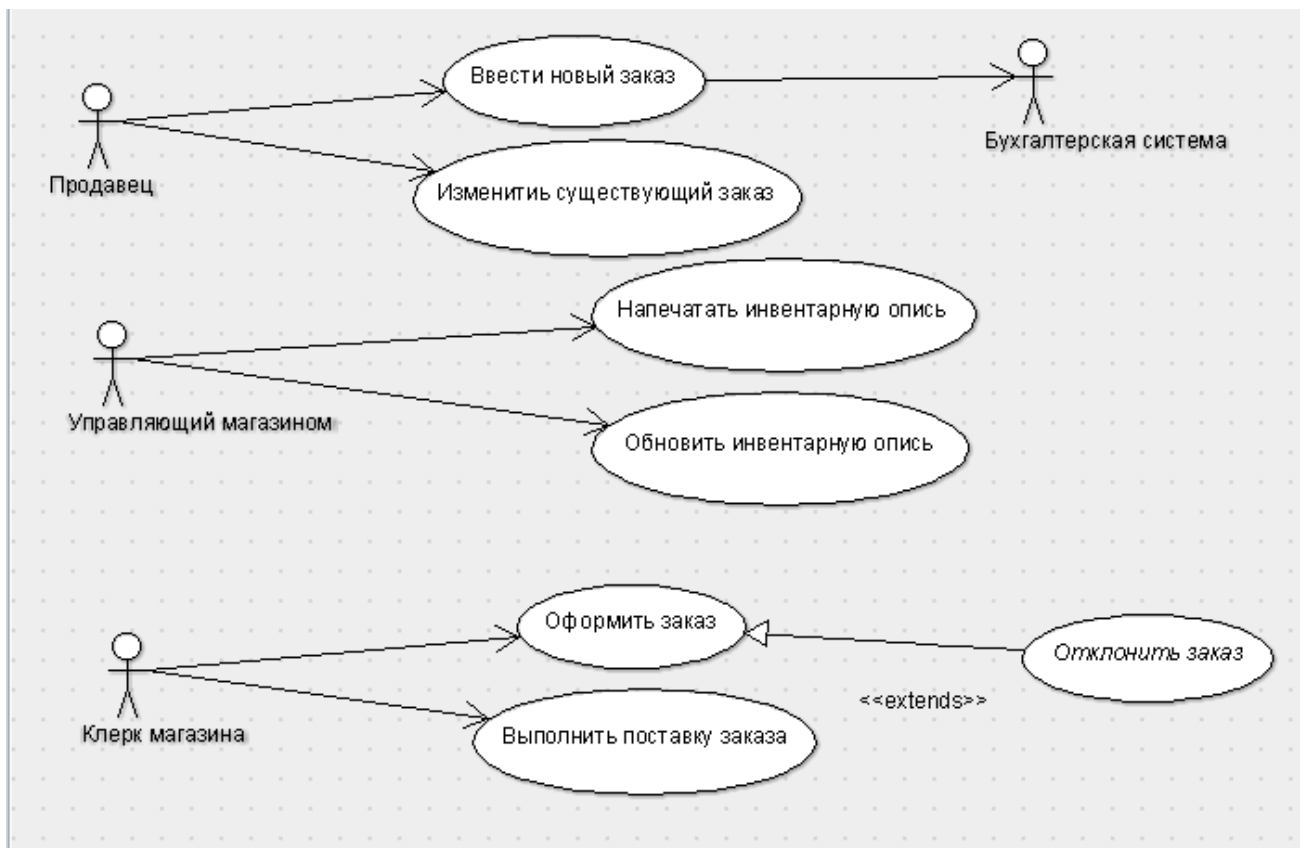 Ввести новый заказ
Бухгалтерская система
Продавец
Изменитиь существующий заказ
Напечатать инвентарную опись
Управляющий магазином
Обновить инвентарную опись
Оформить заказ
Отклонить заказ
<<extends>>
Клерк магазина
Выполнить поставку заказа